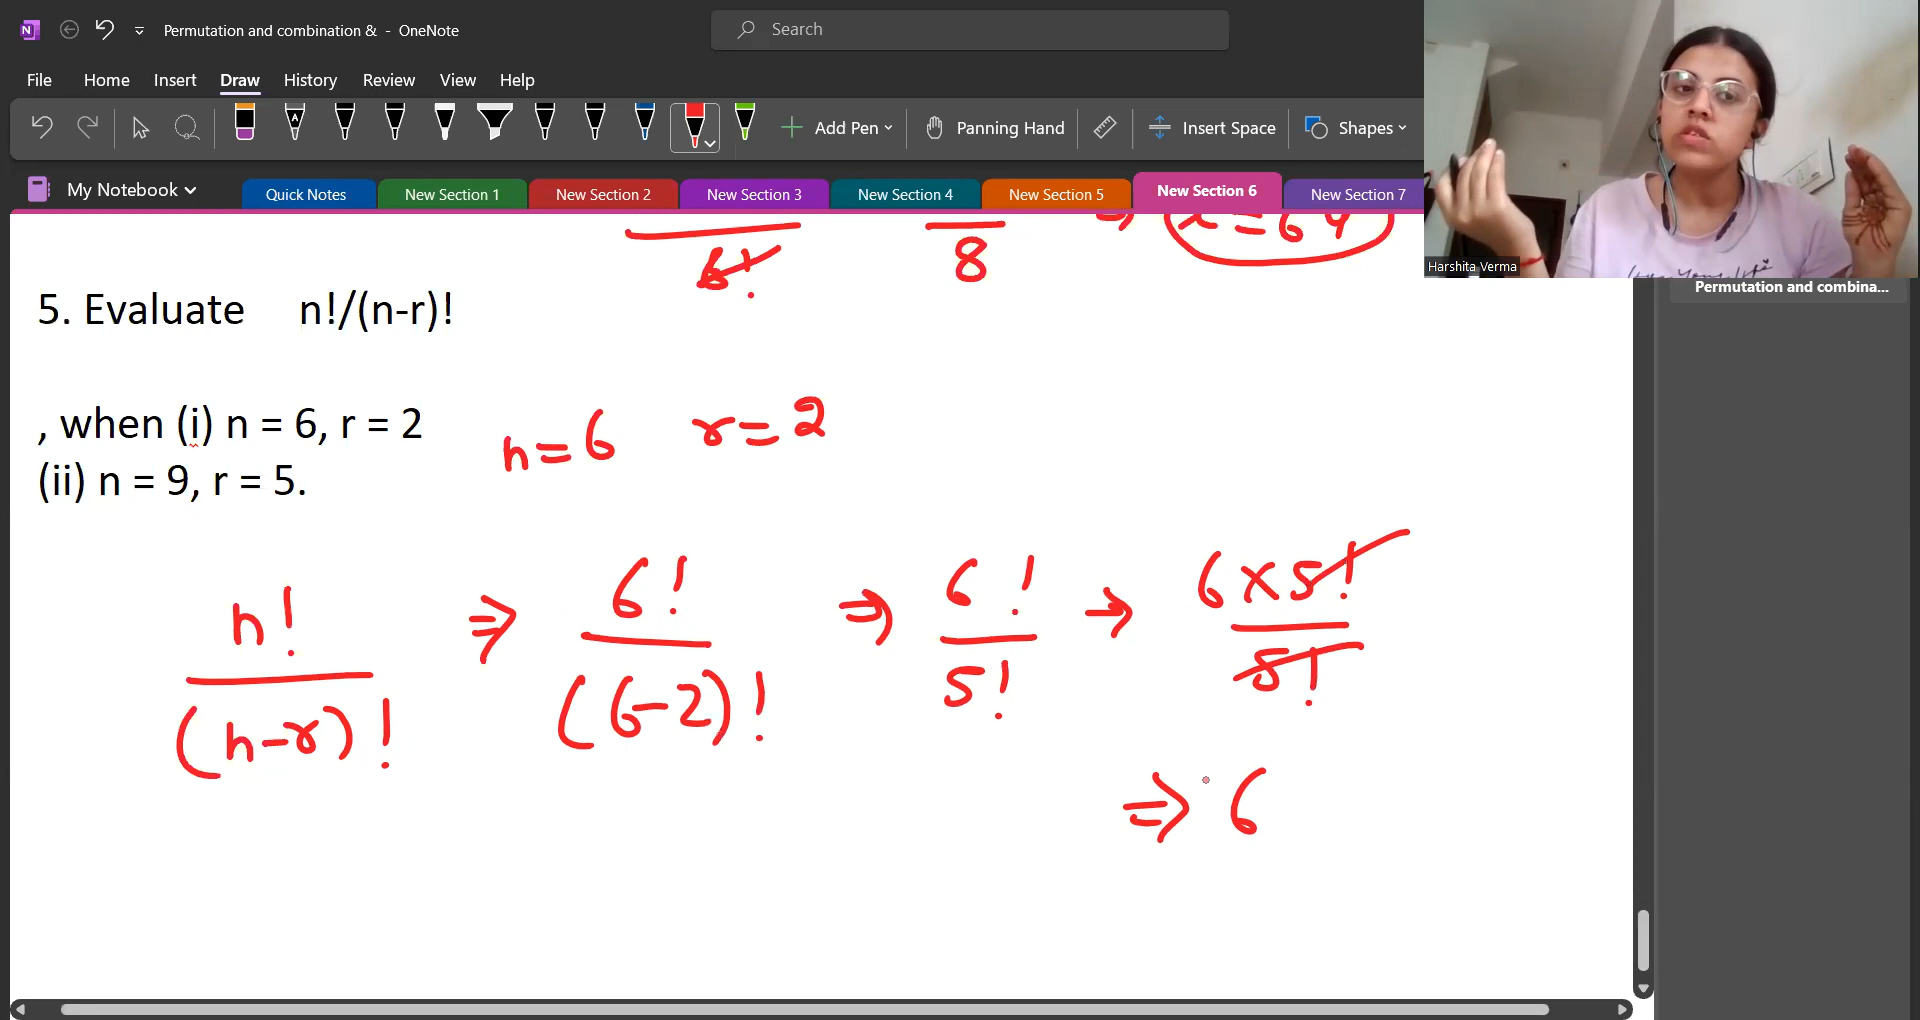 Permutation and combination & - OneNote
Search
File Home Insert Draw History Review View Help
Add Pen Panning Hand Insert Space Shapes
My Notebook Quick Notes New Section 1 New Section 2 New Section 3 New Section 4 New Section 5 New Section 6 New Section 7
Harshita Verma
Permutation and combina...
6! 8 ⇒ x=64
5. Evaluate n!/(n-r)!
, when (i) n = 6, r = 2
n=6 r=2
(ii) n = 9, r = 5.
n! ⇒ 6! ⇒ 6! → 6×5!
(n-r)! (6-2)! 5! 5!
⇒ 6